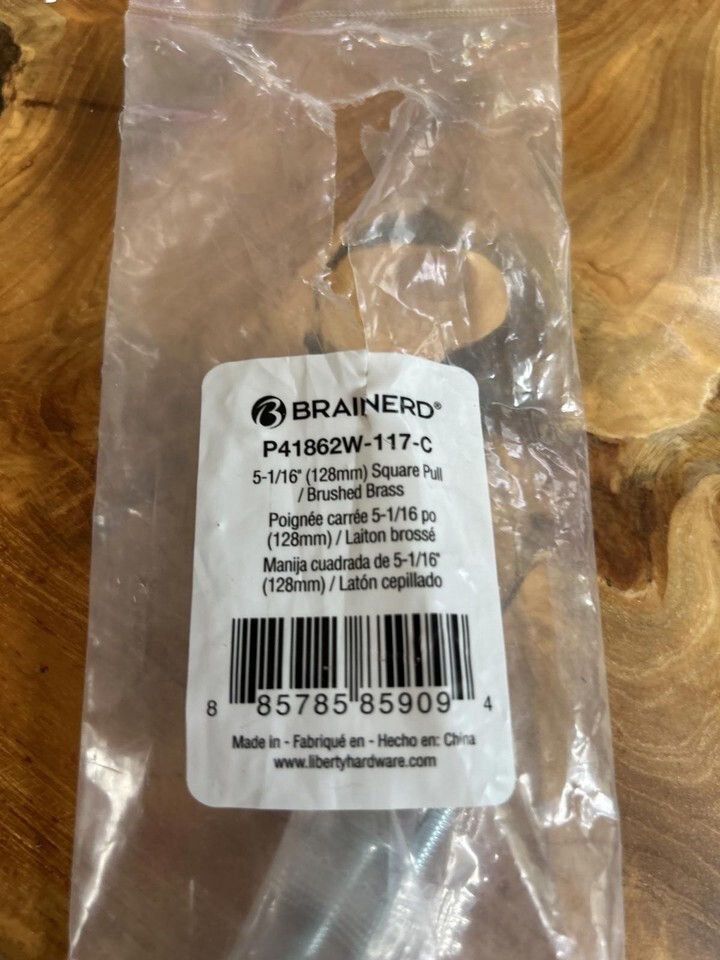 BRAINERD®
P41862W-117-C
5-1/16" (128mm) Square Pull
/ Brushed Brass
Poignée carrée 5-1/16 po
(128mm) / Laiton brossé
Manija cuadrada de 5-1/16"
(128mm) / Latón cepillado
8 85785 85909 4
Made in - Fabriqué en - Hecho en: China
www.libertyhardware.com